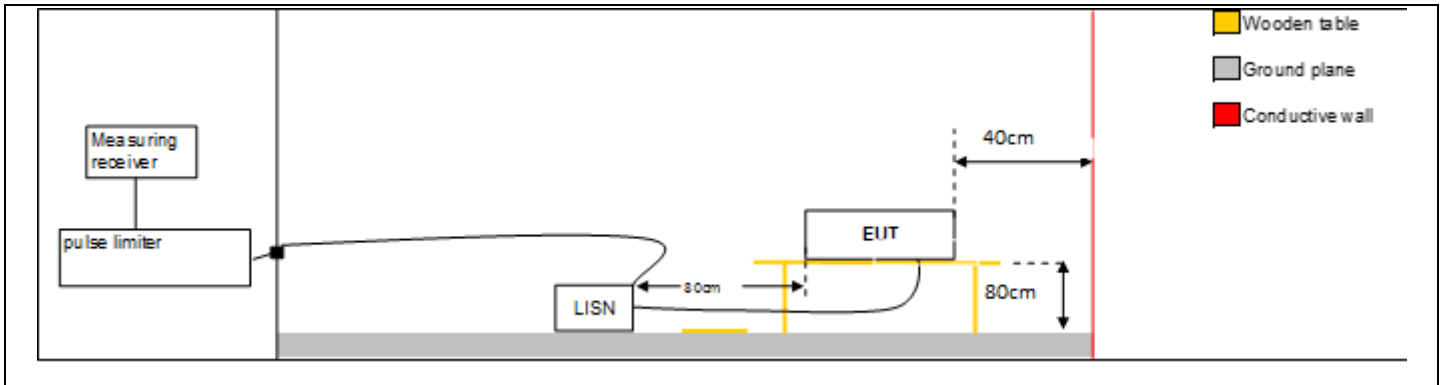 Wooden table
Ground plane
Conductive wall
40cm
Measuring
receiver
pulse limiter
EUT
80cm
80cm
LISN